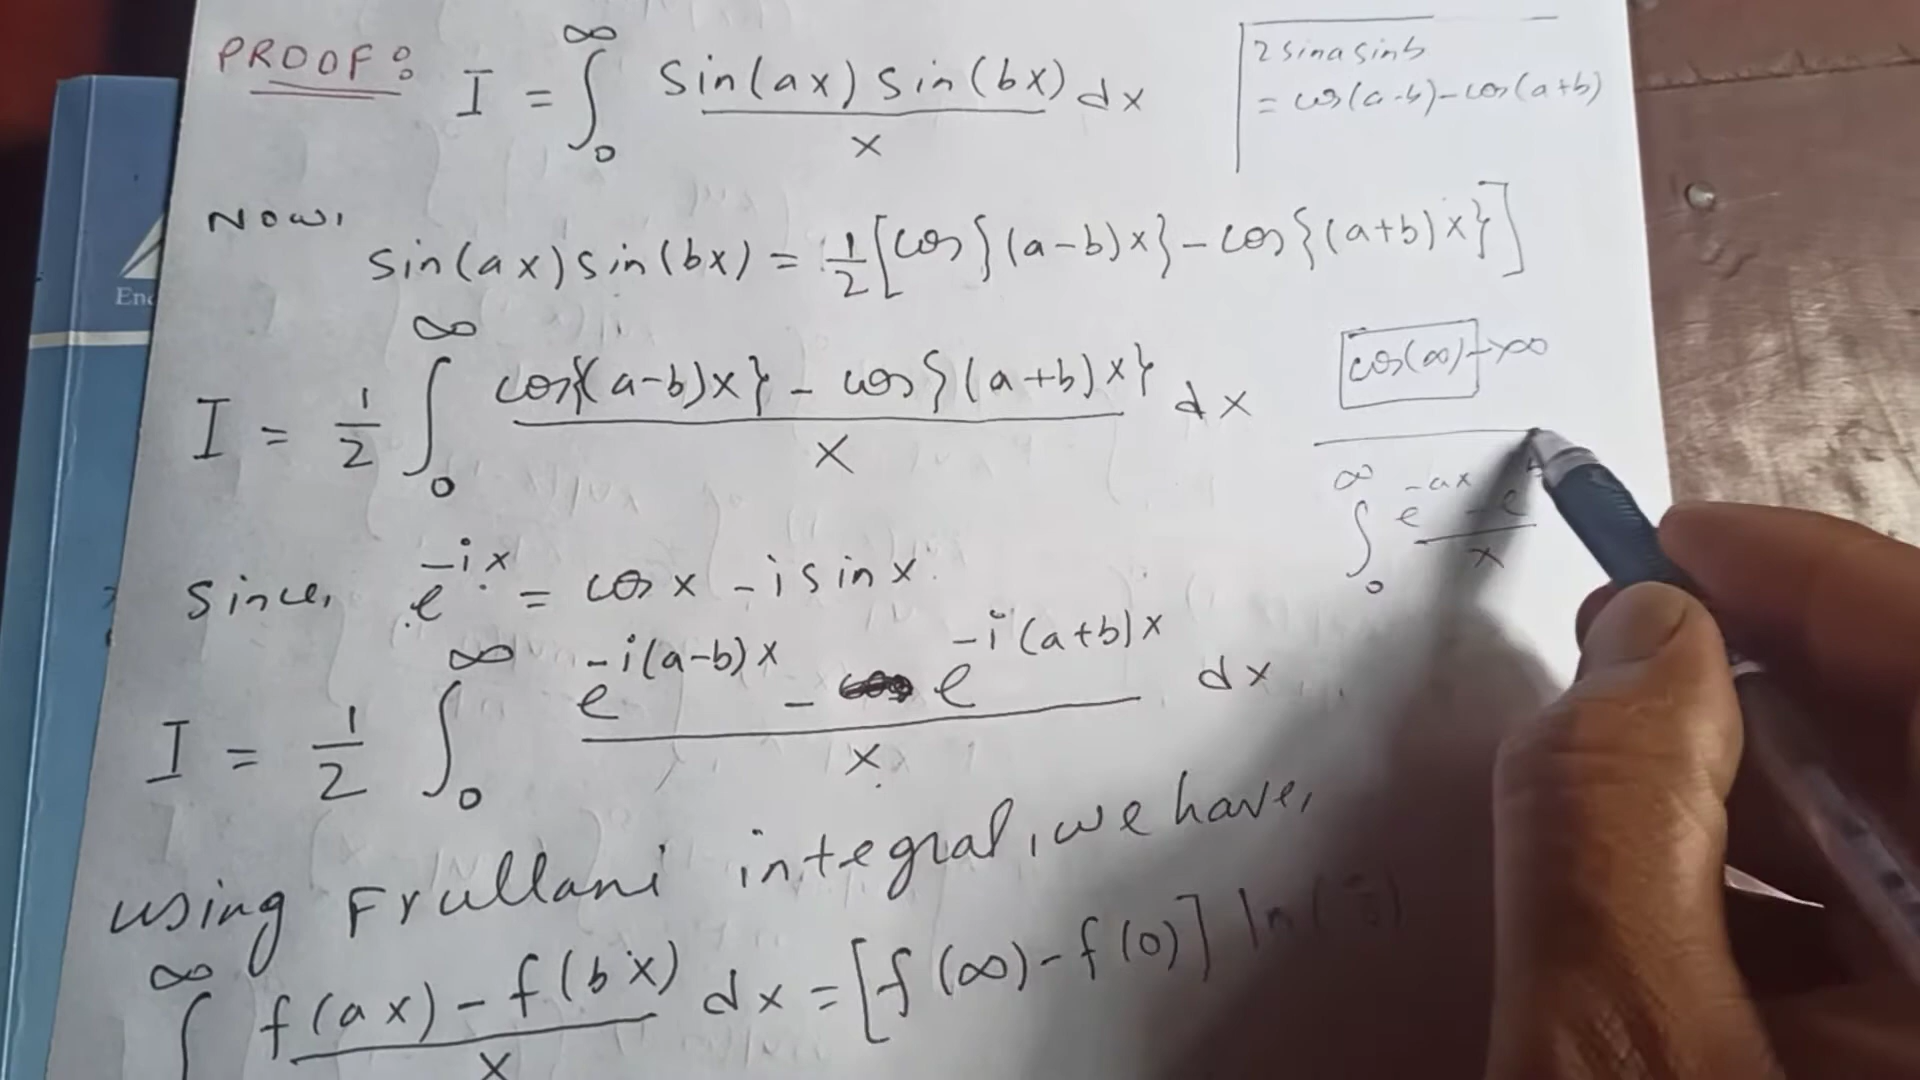 PROOF: I = ∫₀^∞ sin(ax) sin(bx)/x dx
2 sin a sin b
= cos(a-b) - cos(a+b)
Now,
sin(ax) sin(bx) = 1/2 [cos{(a-b)x} - cos{(a+b)x}]
I = 1/2 ∫₀^∞ cos{(a-b)x} - cos{(a+b)x}/x dx
cos(∞) → ∞
∫₀^∞ e^-ax - e/x
Since, e^-ix = cos x - i sin x
I = 1/2 ∫₀^∞ e^-i(a-b)x - e^-i(a+b)x/x dx
using Frullani integral, we have,
∫^∞ f(ax) - f(bx)/x dx = [f(∞) - f(0)] ln(